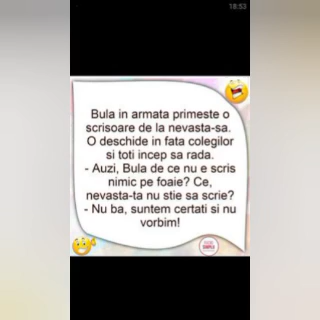 18:53
Bula in armata primeste o
scrisoare de la nevasta-sa.
O deschide in fata colegilor
si toti incep sa rada.
- Auzi, Bula de ce nu e scris
nimic pe foaie? Ce,
nevasta-ta nu stie sa scrie?
- Nu ba, suntem certati si nu
vorbim!